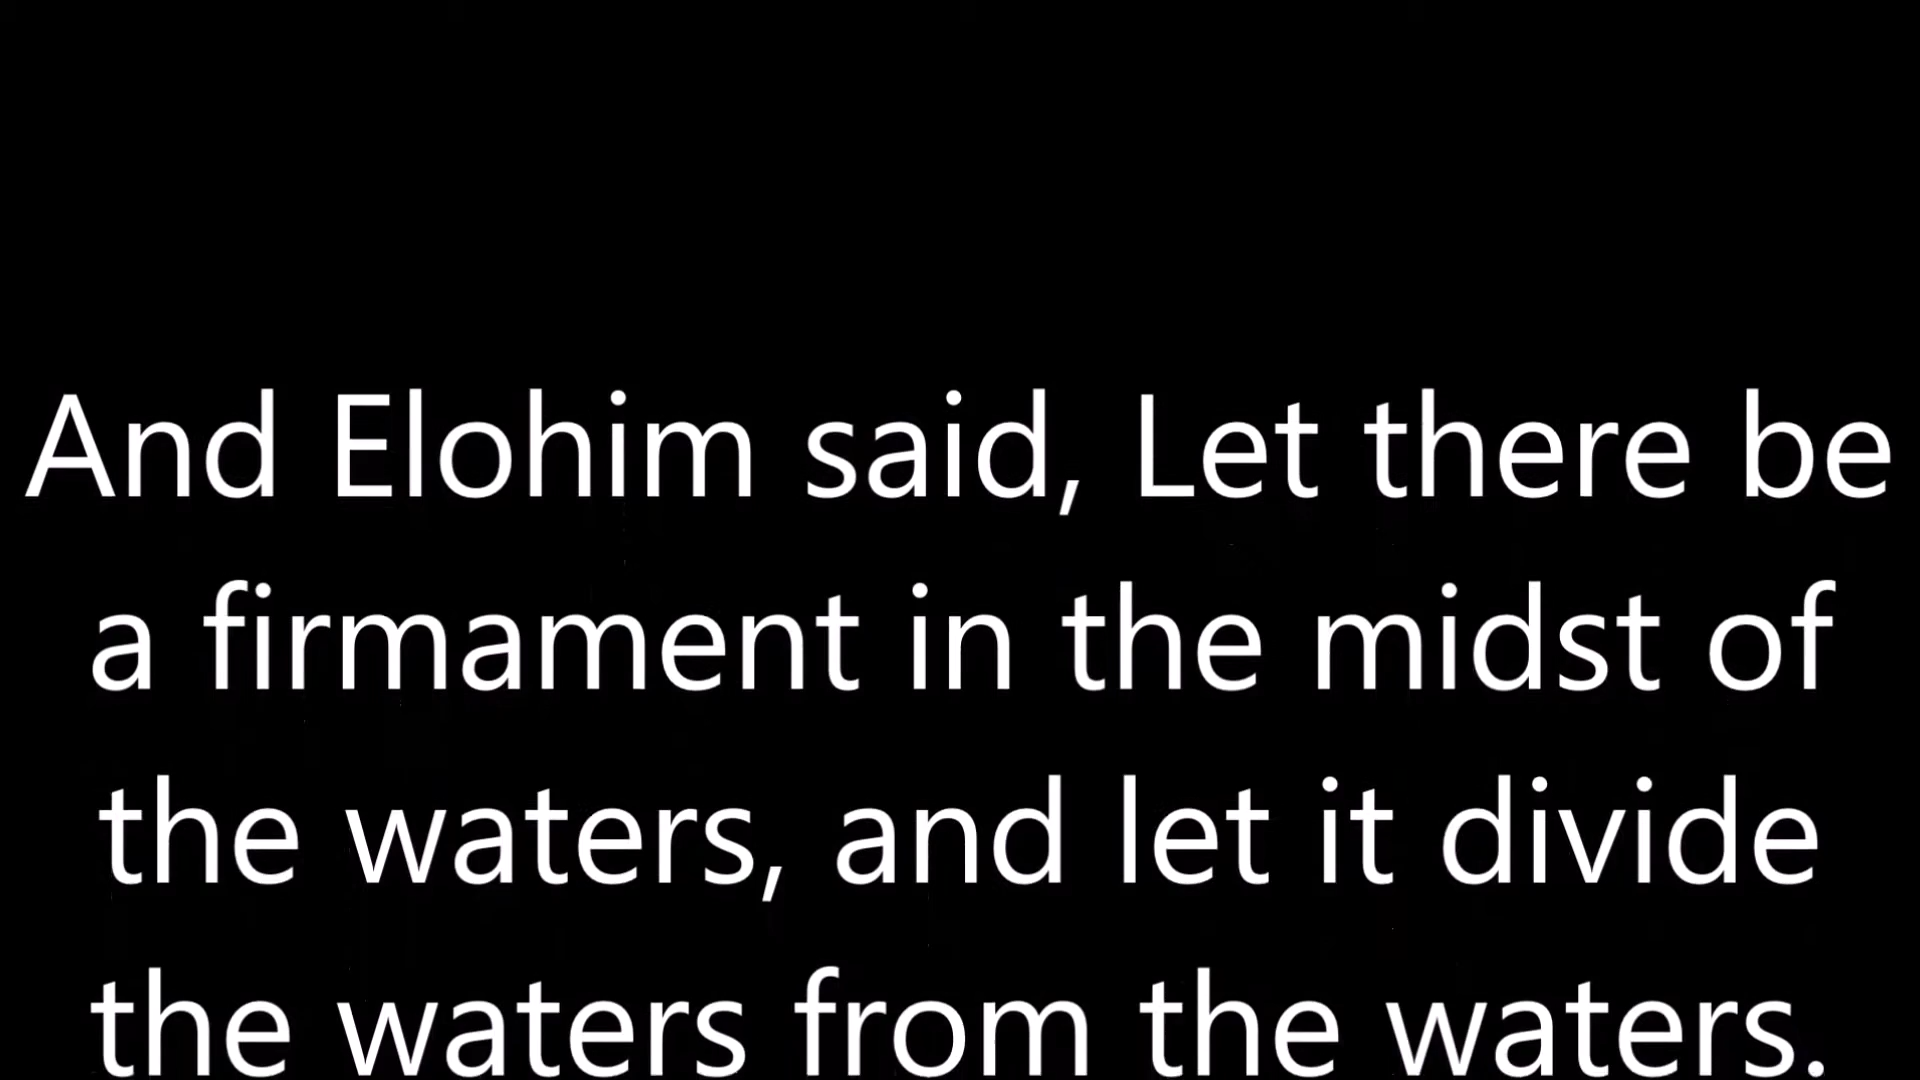 And Elohim said, Let there be
a firmament in the midst of
the waters, and let it divide
the waters from the waters.